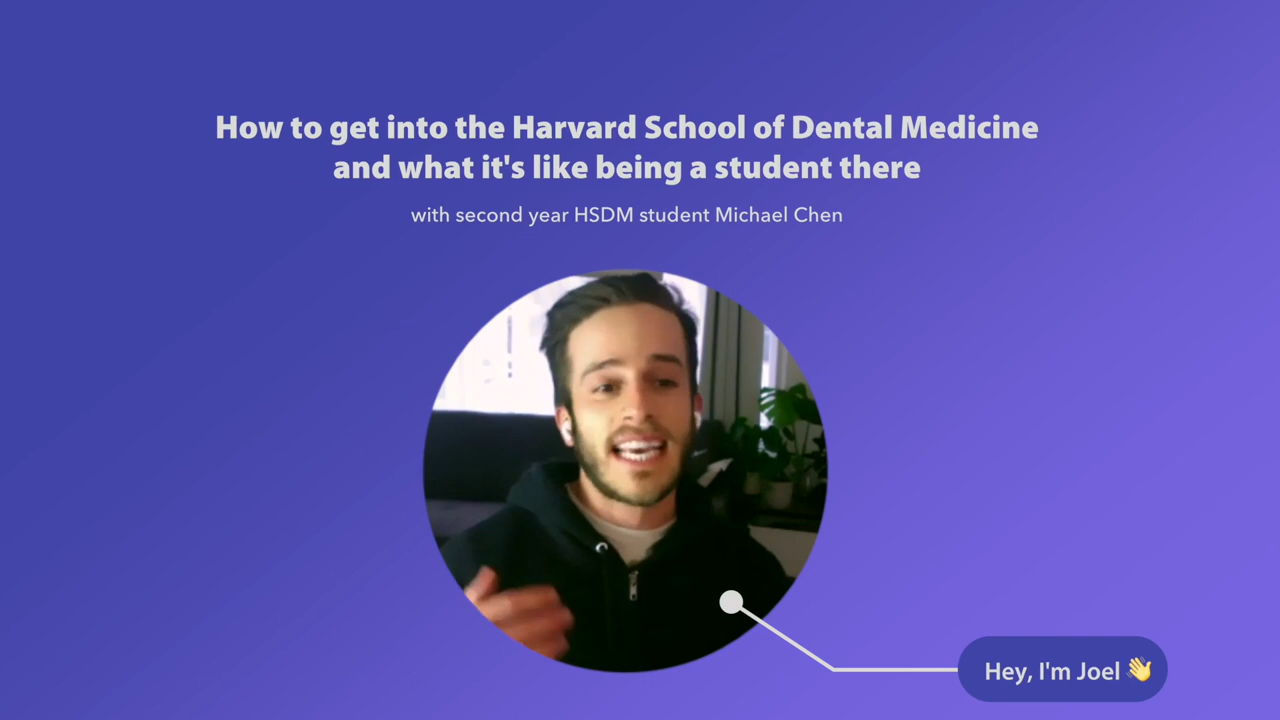 How to get into the Harvard School of Dental Medicine
and what it's like being a student there
with second year HSDM student Michael Chen
Hey, I'm Joel 👋